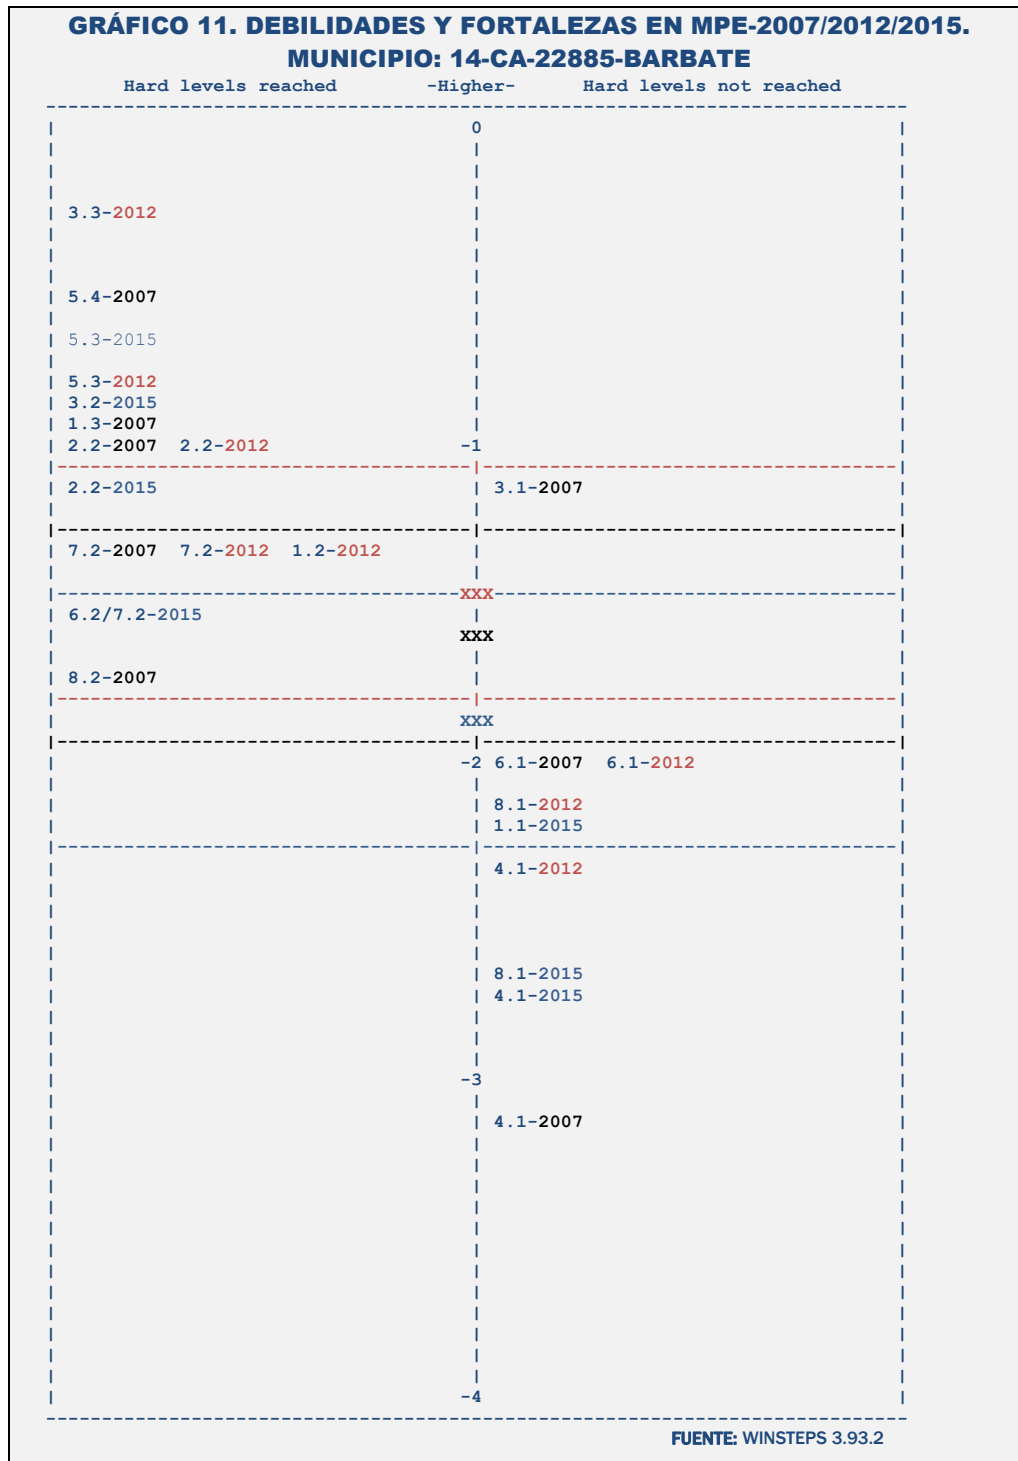 GRÁFICO 11. DEBILIDADES Y FORTALEZAS EN MPE-2007/2012/2015.
MUNICIPIO: 14-CA-22885-BARBATE
Hard levels reached -Higher- Hard levels not reached
0
3.3-2012
5.4-2007
5.3-2015
5.3-2012
3.2-2015
1.3-2007
2.2-2007 2.2-2012 -1
2.2-2015 3.1-2007
7.2-2007 7.2-2012 1.2-2012
XXX
6.2/7.2-2015
XXX
8.2-2007
XXX
-2 6.1-2007 6.1-2012
8.1-2012
1.1-2015
4.1-2012
8.1-2015
4.1-2015
-3
4.1-2007
-4
FUENTE: WINSTEPS 3.93.2